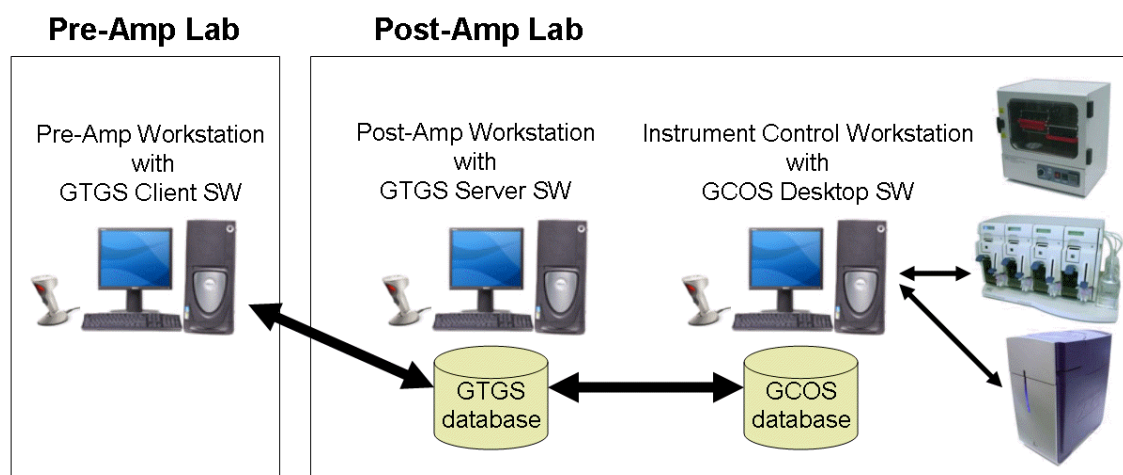 Pre-Amp Lab
Post-Amp Lab
Pre-Amp Workstation
with
GTGS Client SW
Post-Amp Workstation
with
GTGS Server SW
Instrument Control Workstation
with
GCOS Desktop SW
GTGS
database
GCOS
database